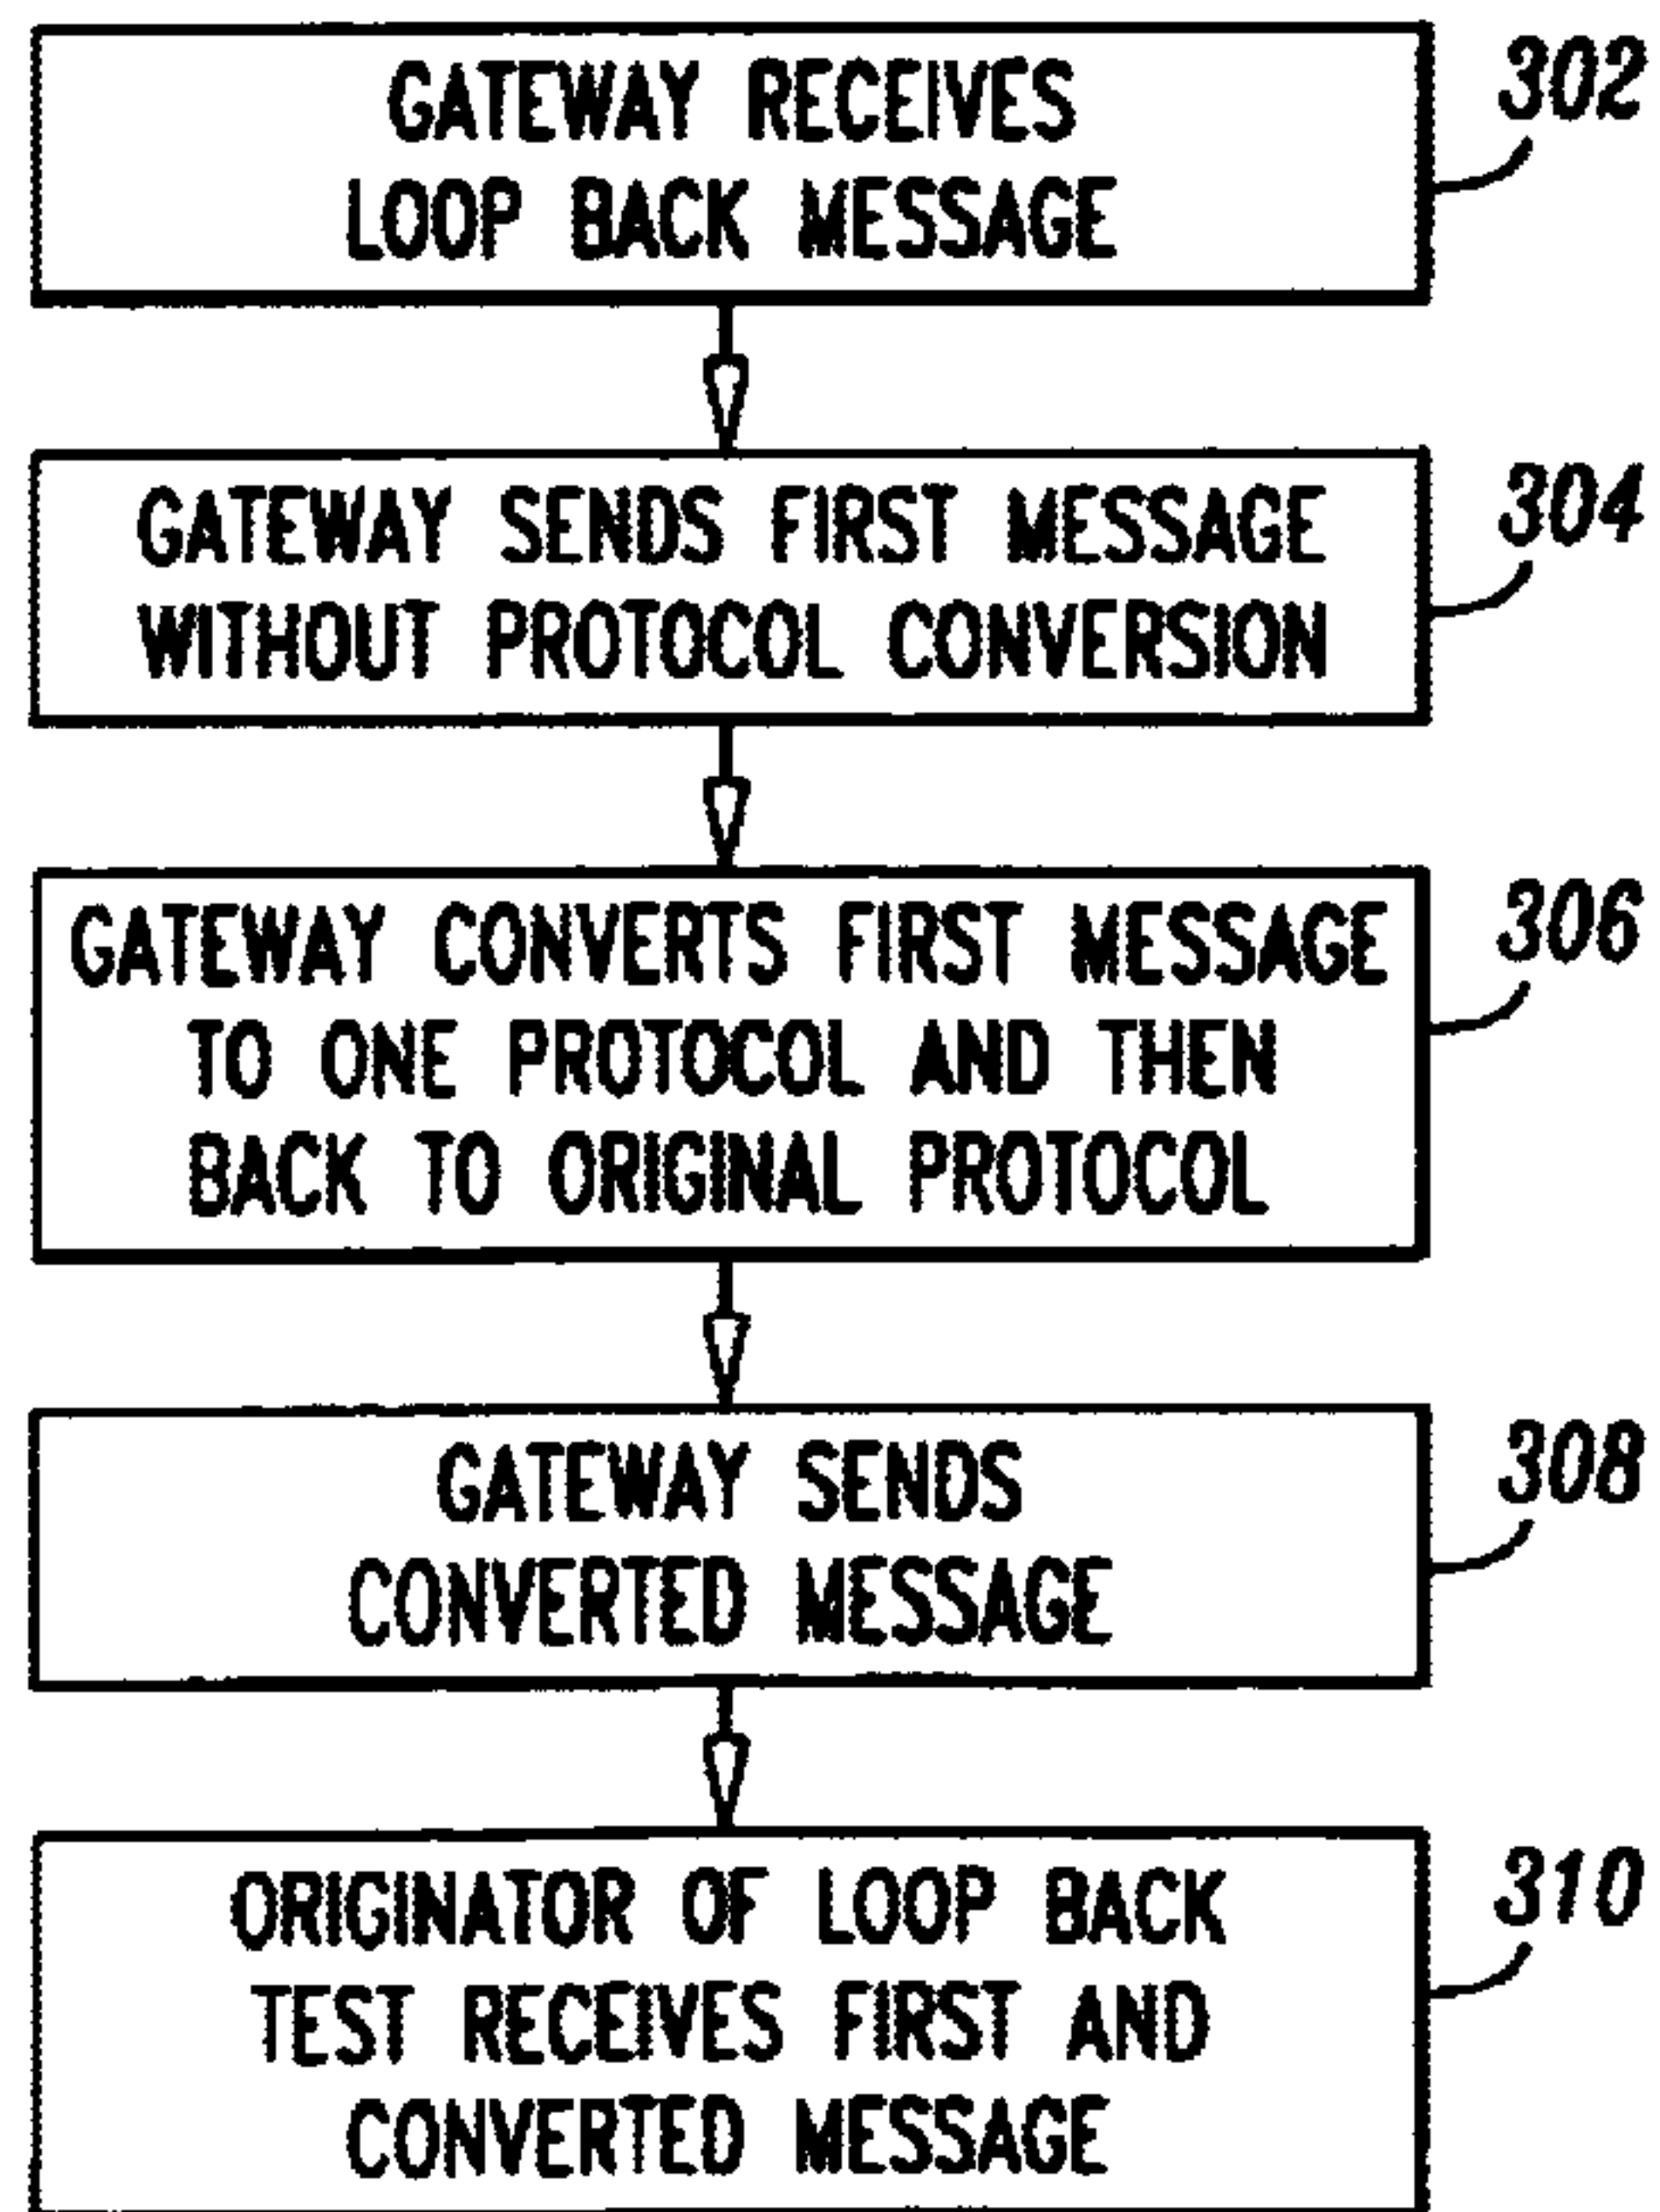 GATEWAY RECEIVES
LOOP BACK MESSAGE
302
GATEWAY SENDS FIRST MESSAGE
WITHOUT PROTOCOL CONVERSION
304
GATEWAY CONVERTS FIRST MESSAGE
TO ONE PROTOCOL AND THEN
BACK TO ORIGINAL PROTOCOL
306
GATEWAY SENDS
CONVERTED MESSAGE
308
ORIGINATOR OF LOOP BACK
TEST RECEIVES FIRST AND
CONVERTED MESSAGE
310